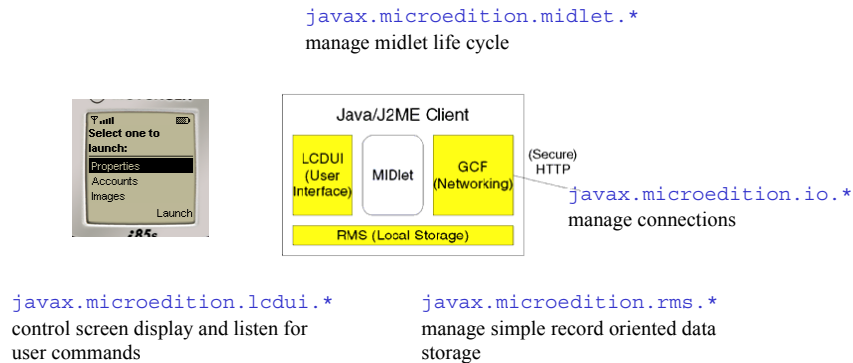 javax.microedition.midlet.*
manage midlet life cycle
Select one to
launch:
Properties
Accounts
Images
Launch
i85s
Java/J2ME Client
LCDUI
(User
Interface)
MIDlet
GCF
(Networking)
RMS (Local Storage)
(Secure)
HTTP
javax.microedition.io.*
manage connections
javax.microedition.lcdui.*
control screen display and listen for
user commands
javax.microedition.rms.*
manage simple record oriented data
storage